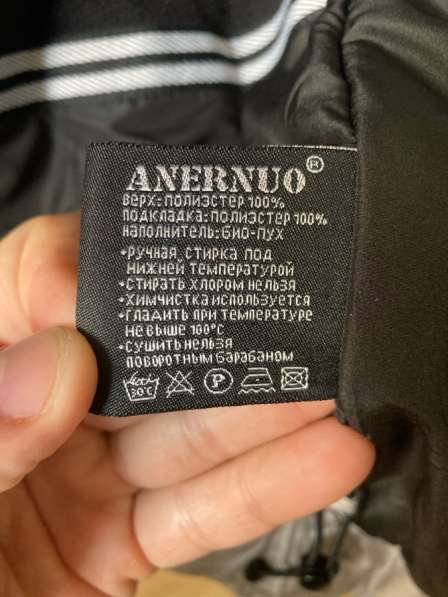 ANERNUO®
ВЕРХ:ПОЛИЭСТЕР 100%
ПОДКЛАДКА:ПОЛИЭСТЕР 100%
НАПОЛНИТЕЛЬ: БИО-ПУХ
•РУЧНАЯ СТИРКА ПОД
НИЖНЕЙ ТЕМПЕРАТУРОЙ
•СТИРАТЬ ХЛОРОМ НЕЛЬЗЯ
•ХИМЧИСТКА ИСПОЛЬЗУЕТСЯ
•ГЛАДИТЬ ПРИ ТЕМПЕРАТУРЕ
НЕ ВЫШЕ 100°C
•СУШИТЬ НЕЛЬЗЯ
ПОВОРОТНЫМ БАРАБАНОМ
30°C P